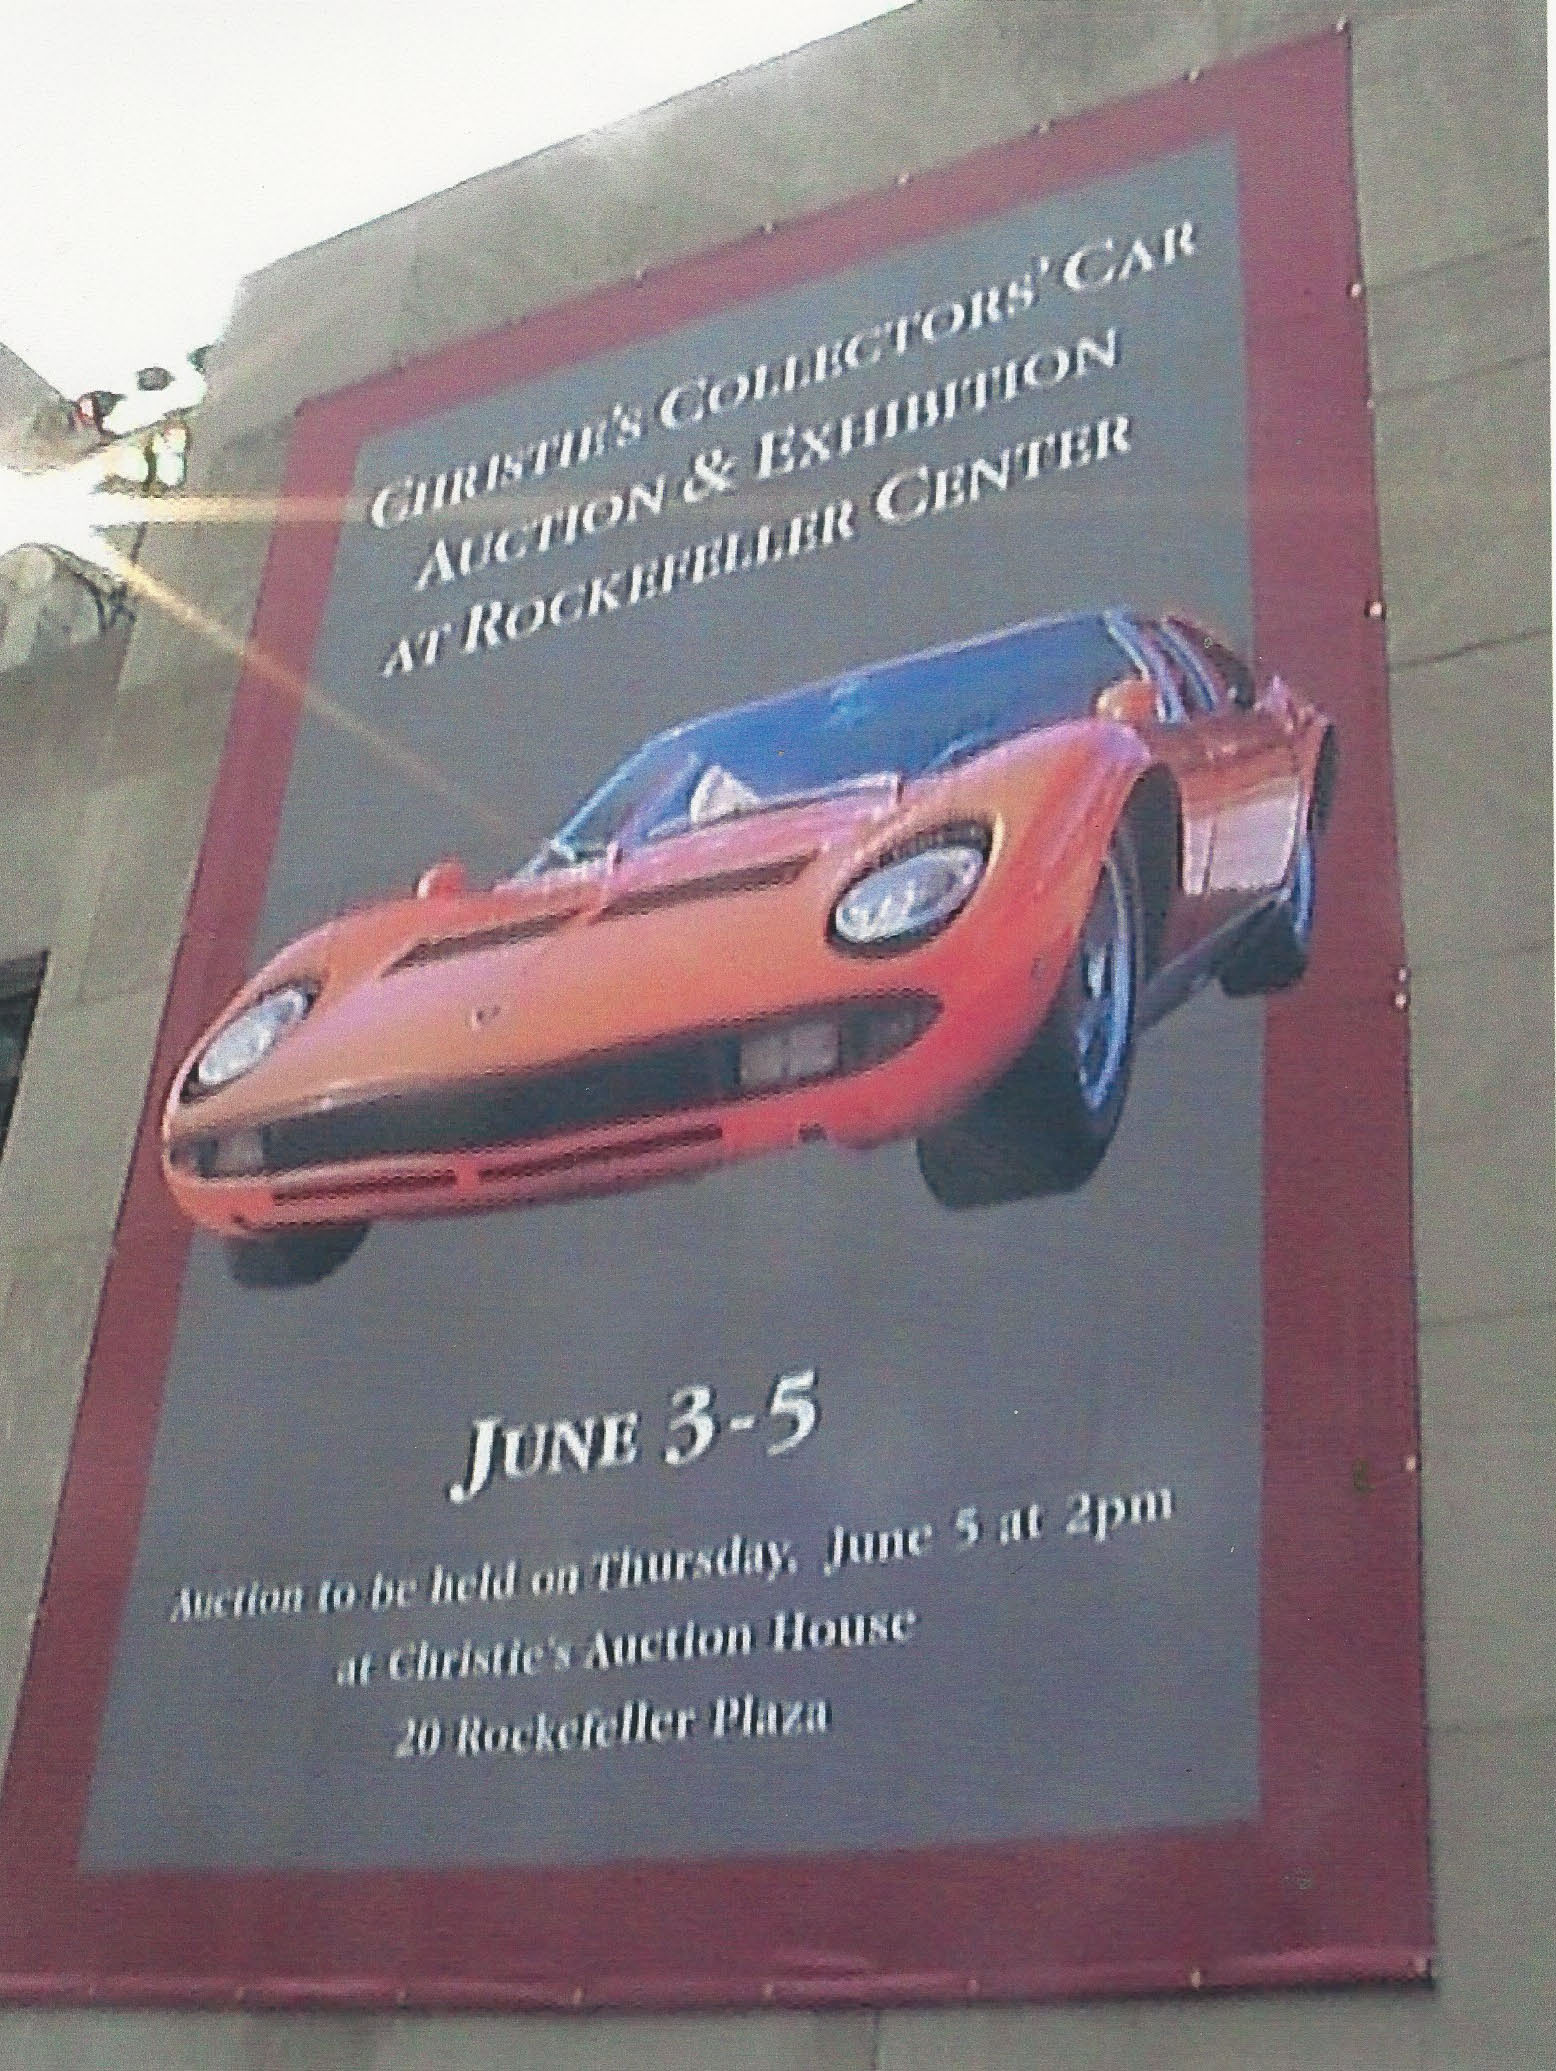 CHRISTIE'S COLLECTORS' CAR
AUCTION & EXHIBITION
AT ROCKEFELLER CENTER
JUNE 3-5
Auction to be held on Thursday, June 5 at 2pm
at Christie's Auction House
20 Rockefeller Plaza